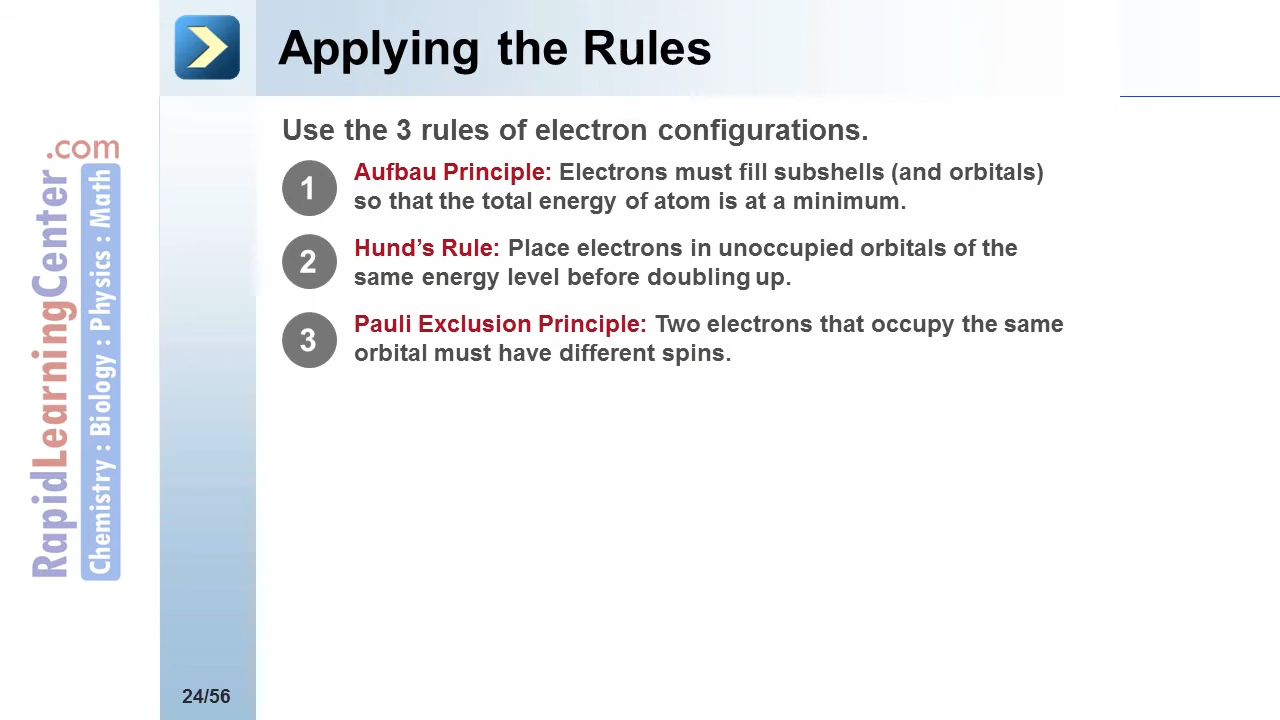 Applying the Rules
Use the 3 rules of electron configurations.
1
Aufbau Principle: Electrons must fill subshells (and orbitals)
so that the total energy of atom is at a minimum.
2
Hund’s Rule: Place electrons in unoccupied orbitals of the
same energy level before doubling up.
3
Pauli Exclusion Principle: Two electrons that occupy the same
orbital must have different spins.
RapidLearningCenter.com
Chemistry : Biology : Physics : Math
24/56